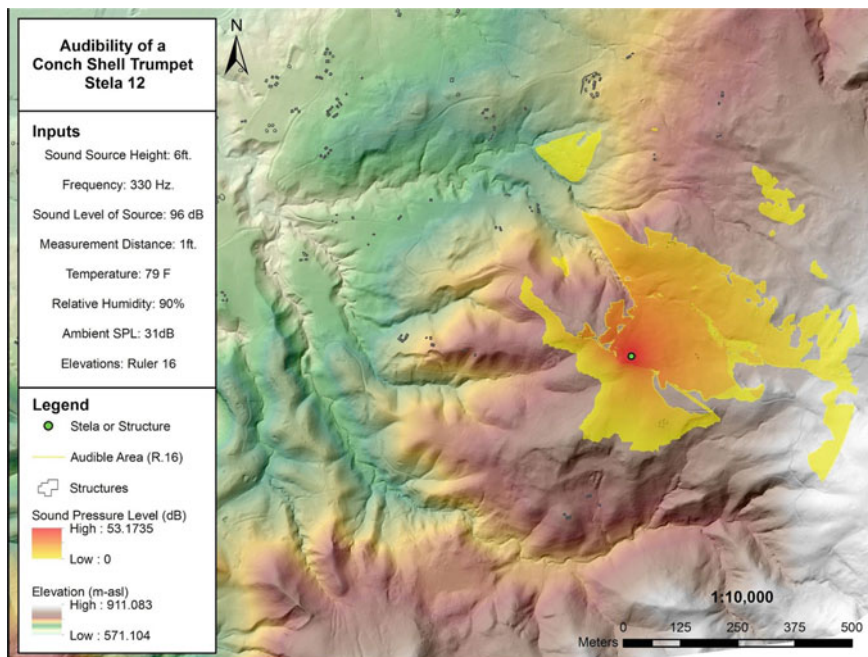 Audibility of a
Conch Shell Trumpet
Stela 12
Inputs
Sound Source Height: 6ft.
Frequency: 330 Hz.
Sound Level of Source: 96 dB
Measurement Distance: 1ft.
Temperature: 79 F
Relative Humidity: 90%
Ambient SPL: 31dB
Elevations: Ruler 16
Legend
Stela or Structure
Audible Area (R.16)
Structures
Sound Pressure Level (dB)
High : 53.1735
Low : 0
Elevation (m-asl)
High : 911.083
Low : 571.104
N
1:10,000
Meters
0 125 250 375 500